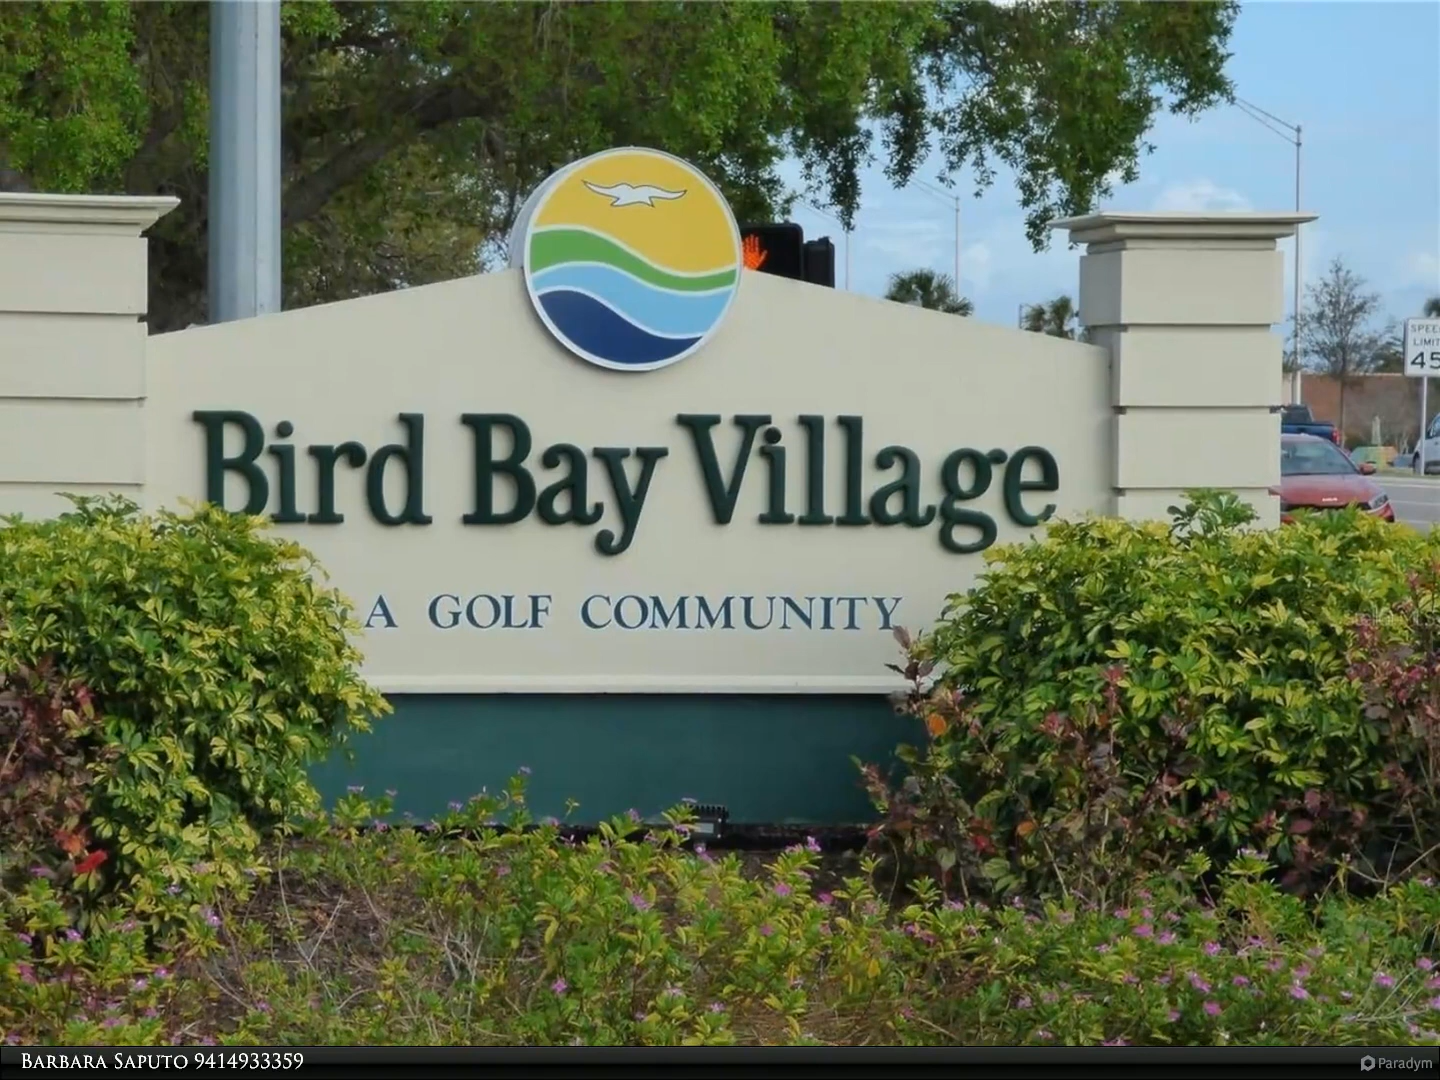 Bird Bay Village
A GOLF COMMUNITY
SPEED
LIMIT
45
BARBARA SAPUTO 9414933359
Paradym